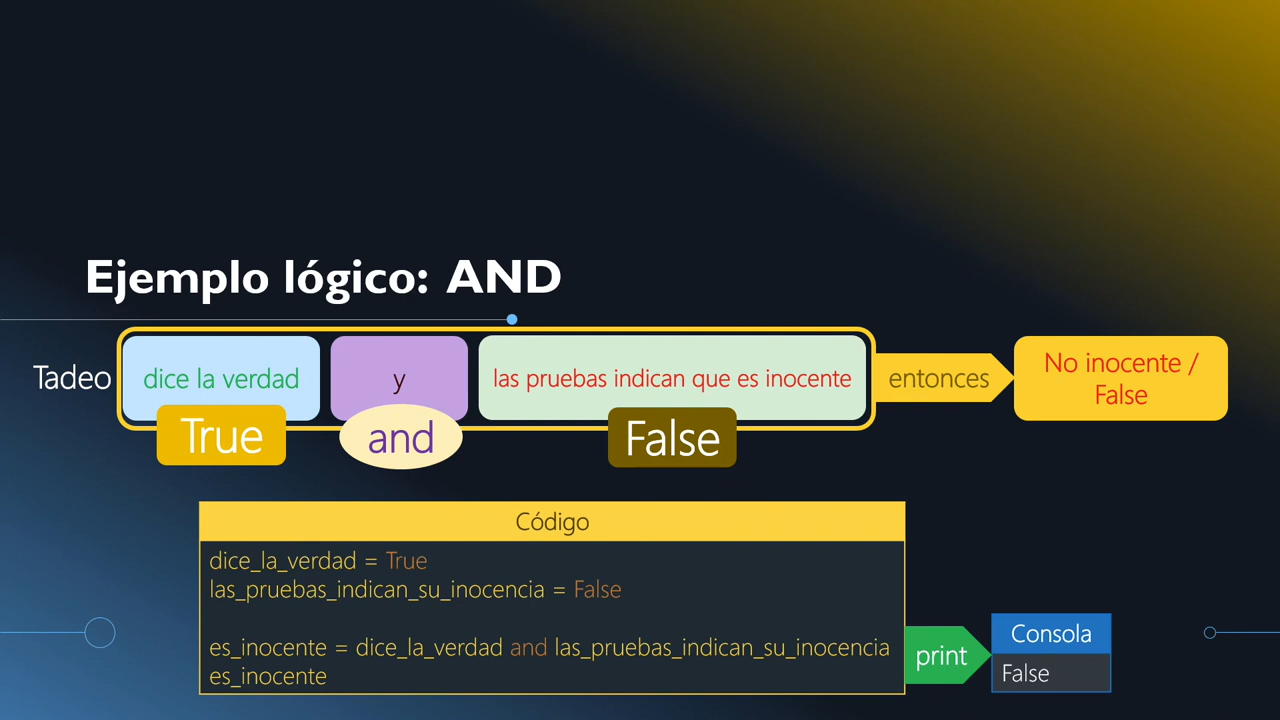 Ejemplo lógico: AND
Tadeo
dice la verdad
y
las pruebas indican que es inocente
entonces
No inocente /
False
True
and
False
Código
dice_la_verdad = True
las_pruebas_indican_su_inocencia = False
es_inocente = dice_la_verdad and las_pruebas_indican_su_inocencia
es_inocente
print
Consola
False